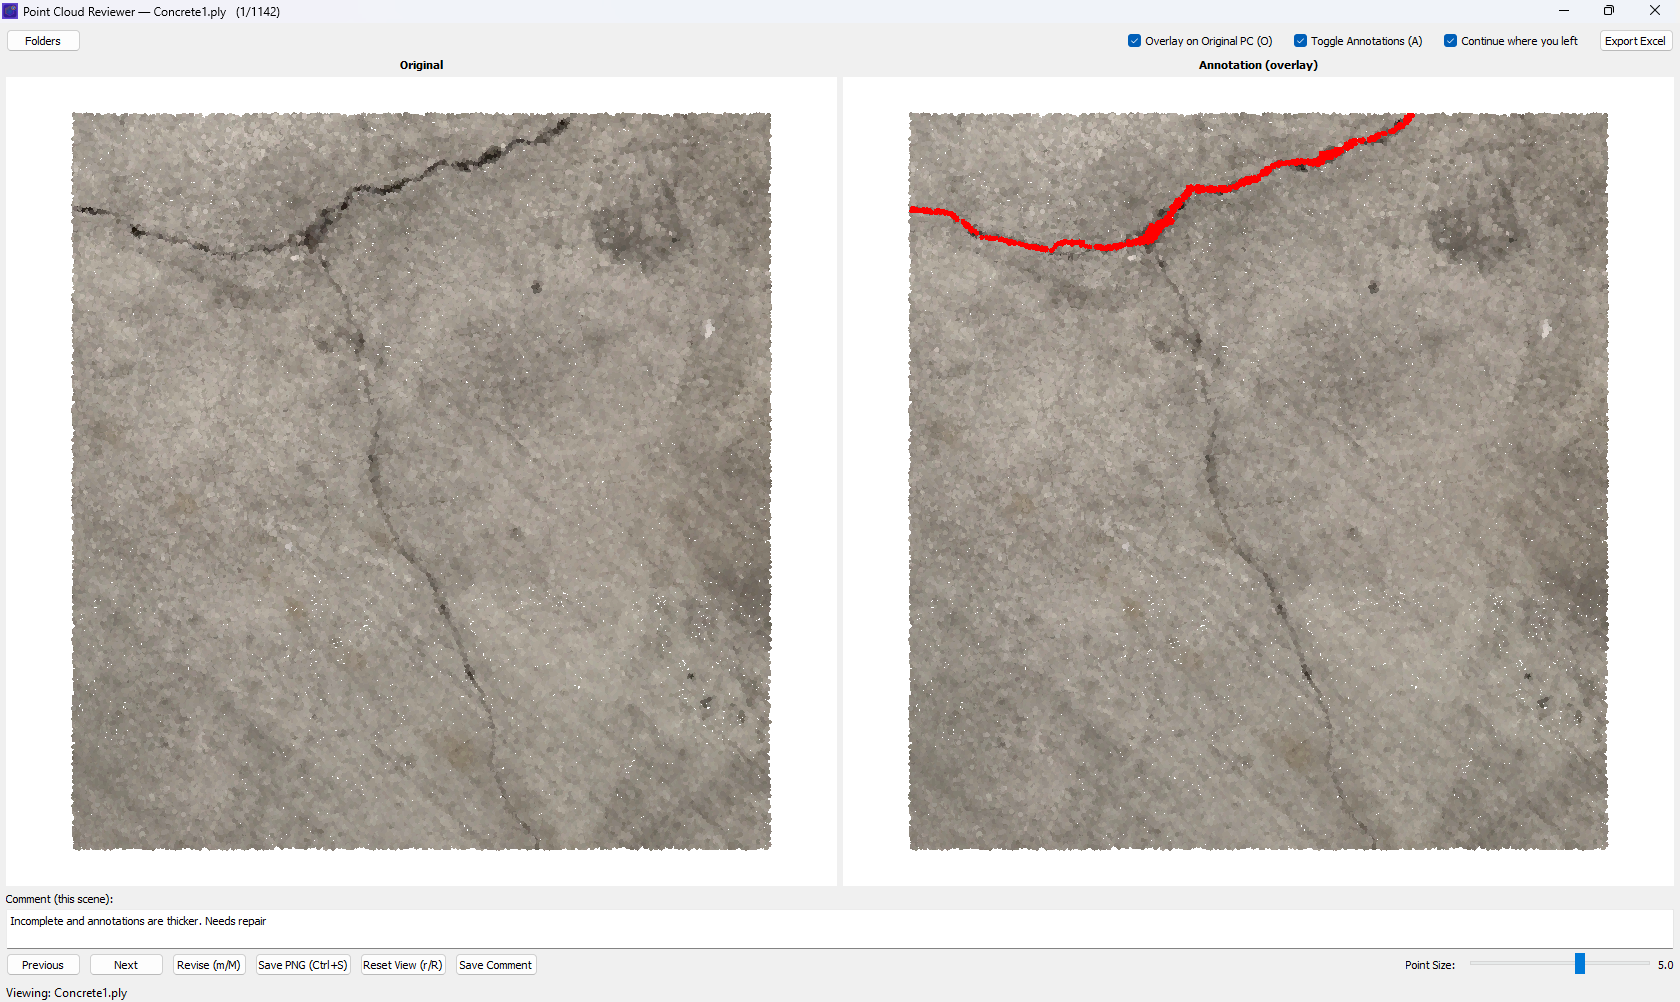 Point Cloud Reviewer — Concrete1.ply (1/1142)
Folders
Overlay on Original PC (O)
Toggle Annotations (A)
Continue where you left
Export Excel
Original
Annotation (overlay)
Comment (this scene):
Incomplete and annotations are thicker. Needs repair
Previous
Next
Revise (m/M)
Save PNG (Ctrl+S)
Reset View (r/R)
Save Comment
Point Size:
5.0
Viewing: Concrete1.ply